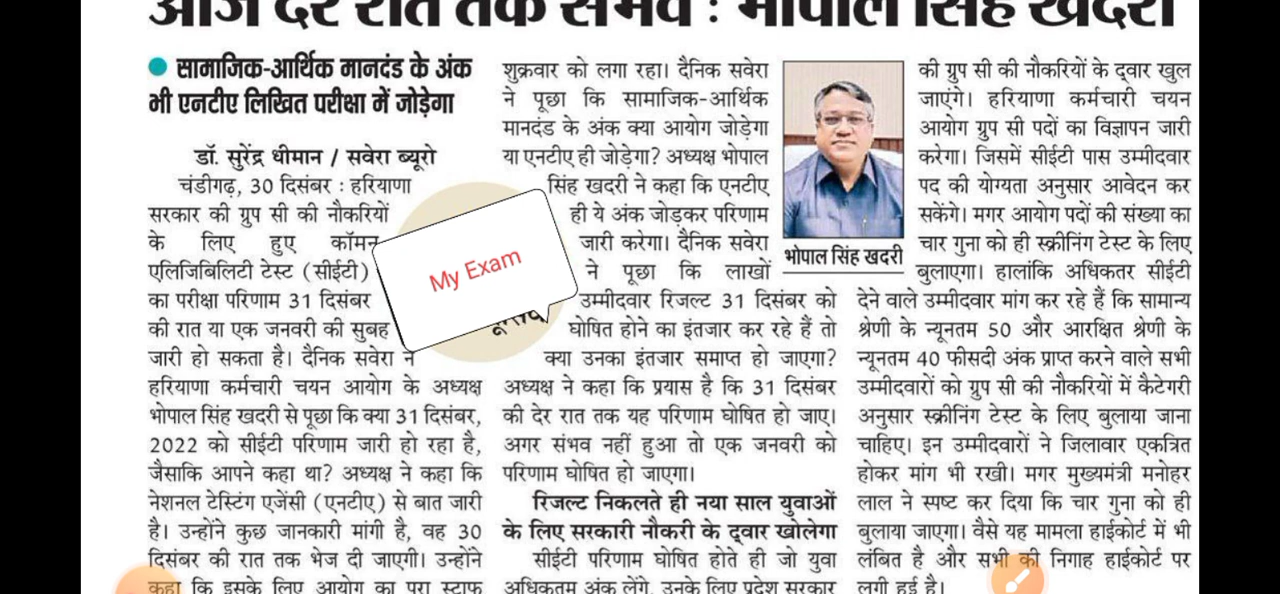 आज देर रात तक संभव : भोपाल सिंह खदरी
सामाजिक-आर्थिक मानदंड के अंक
भी एनटीए लिखित परीक्षा में जोड़ेगा
डॉ. सुरेंद्र धीमान / सवेरा ब्यूरो
चंडीगढ़, 30 दिसंबर : हरियाणा
सरकार की ग्रुप सी की नौकरियों
के लिए हुए कॉमन
एलिजिबिलिटी टेस्ट (सीईटी)
का परीक्षा परिणाम 31 दिसंबर
की रात या एक जनवरी की सुबह
जारी हो सकता है। दैनिक सवेरा ने
हरियाणा कर्मचारी चयन आयोग के अध्यक्ष
भोपाल सिंह खदरी से पूछा कि क्या 31 दिसंबर,
2022 को सीईटी परिणाम जारी हो रहा है,
जैसाकि आपने कहा था? अध्यक्ष ने कहा कि
नेशनल टेस्टिंग एजेंसी (एनटीए) से बात जारी
है। उन्होंने कुछ जानकारी मांगी है, वह 30
दिसंबर की रात तक भेज दी जाएगी। उन्होंने
कहा कि इसके लिए आयोग का पूरा स्टाफ
My Exam
शुक्रवार को लगा रहा। दैनिक सवेरा
ने पूछा कि सामाजिक-आर्थिक
मानदंड के अंक क्या आयोग जोड़ेगा
या एनटीए ही जोड़ेगा? अध्यक्ष भोपाल
सिंह खदरी ने कहा कि एनटीए
ही ये अंक जोड़कर परिणाम
जारी करेगा। दैनिक सवेरा
ने पूछा कि लाखों
उम्मीदवार रिजल्ट 31 दिसंबर को
घोषित होने का इंतजार कर रहे हैं तो
क्या उनका इंतजार समाप्त हो जाएगा?
अध्यक्ष ने कहा कि प्रयास है कि 31 दिसंबर
की देर रात तक यह परिणाम घोषित हो जाए।
अगर संभव नहीं हुआ तो एक जनवरी को
परिणाम घोषित हो जाएगा।
रिजल्ट निकलते ही नया साल युवाओं
के लिए सरकारी नौकरी के द्वार खोलेगा
सीईटी परिणाम घोषित होते ही जो युवा
अधिकतम अंक लेंगे, उनके लिए प्रदेश सरकार
भोपाल सिंह खदरी
की ग्रुप सी की नौकरियों के द्वार खुल
जाएंगे। हरियाणा कर्मचारी चयन
आयोग ग्रुप सी पदों का विज्ञापन जारी
करेगा। जिसमें सीईटी पास उम्मीदवार
पद की योग्यता अनुसार आवेदन कर
सकेंगे। मगर आयोग पदों की संख्या का
चार गुना को ही स्क्रीनिंग टेस्ट के लिए
बुलाएगा। हालांकि अधिकतर सीईटी
देने वाले उम्मीदवार मांग कर रहे हैं कि सामान्य
श्रेणी के न्यूनतम 50 और आरक्षित श्रेणी के
न्यूनतम 40 फीसदी अंक प्राप्त करने वाले सभी
उम्मीदवारों को ग्रुप सी की नौकरियों में कैटेगरी
अनुसार स्क्रीनिंग टेस्ट के लिए बुलाया जाना
चाहिए। इन उम्मीदवारों ने जिलावार एकत्रित
होकर मांग भी रखी। मगर मुख्यमंत्री मनोहर
लाल ने स्पष्ट कर दिया कि चार गुना को ही
बुलाया जाएगा। वैसे यह मामला हाईकोर्ट में भी
लंबित है और सभी की निगाह हाईकोर्ट पर
लगी हुई है।